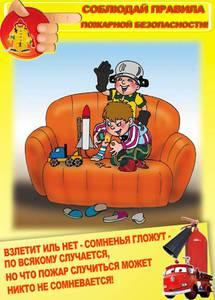 СОБЛЮДАЙ ПРАВИЛА
ПОЖАРНОЙ БЕЗОПАСНОСТИ!
ВЗЛЕТИТ ИЛЬ НЕТ - СОМНЕНЬЯ ГЛОЖУТ -
ПО ВСЯКОМУ СЛУЧАЕТСЯ,
НО ЧТО ПОЖАР СЛУЧИТЬСЯ МОЖЕТ
НИКТО НЕ СОМНЕВАЕТСЯ!